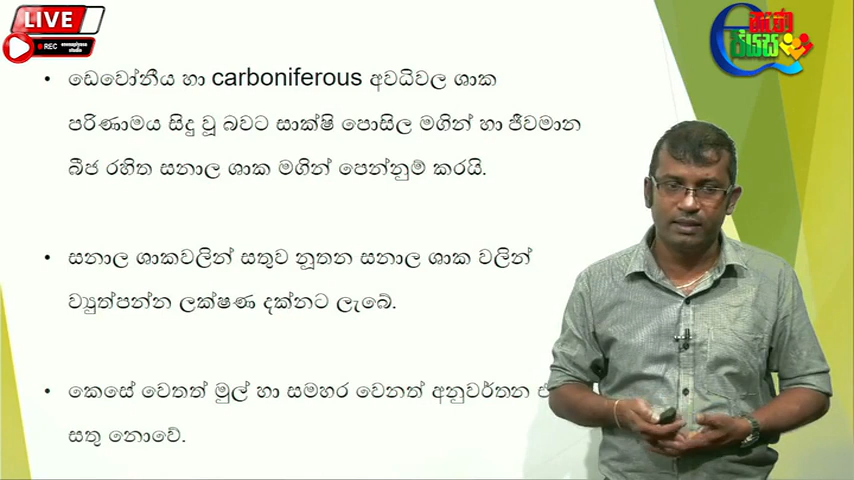 LIVE
REC
නැණ
පියස
• ඩෙවෝනීය හා carboniferous අවයිවල ශාක
පරිණාමය සිදු වූ බවට සාක්ෂි පොසිල මගින් හා ජීවමාන
බීජ රහිත සනාල ශාක මගින් පෙන්නුම් කරයි.
• සනාල ශාකවලින් සතුව නූතන සනාල ශාක වලින්
ව්‍යුත්පන්න ලක්ෂණ දක්නට ලැබේ.
• කෙසේ වෙතත් මුල් හා සමහර වෙනත් අනුවර්තන
සතු නොවේ.